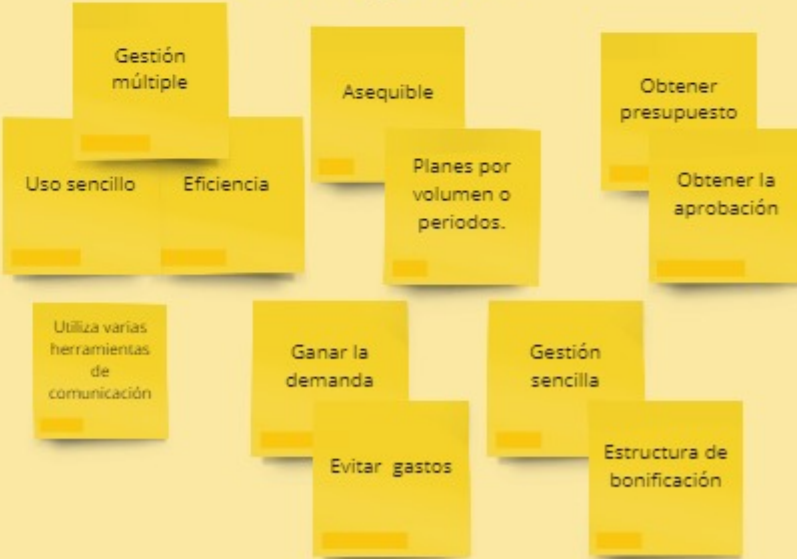 Gestión
múltiple
Uso sencillo
Eficiencia
Asequible
Planes por
volumen o
periodos.
Obtener
presupuesto
Obtener la
aprobación
Utiliza varias
herramientas
de
comunicación
Ganar la
demanda
Evitar gastos
Gestión
sencilla
Estructura de
bonificación